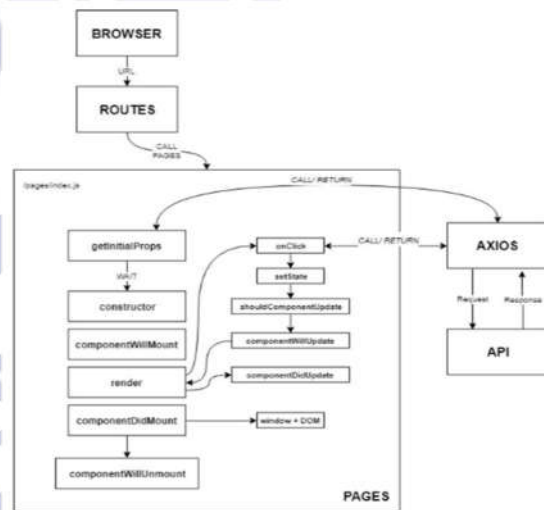 BROWSER
URL
ROUTES
CALL
PAGES
/pages/index.js
CALL/ RETURN
getInitialProps
onClick
CALL/ RETURN
AXIOS
WAIT
setState
constructor
shouldComponentUpdate
Request
Response
componentWillMount
componentWillUpdate
API
render
componentDidUpdate
componentDidMount
window + DOM
componentWillUnmount
PAGES